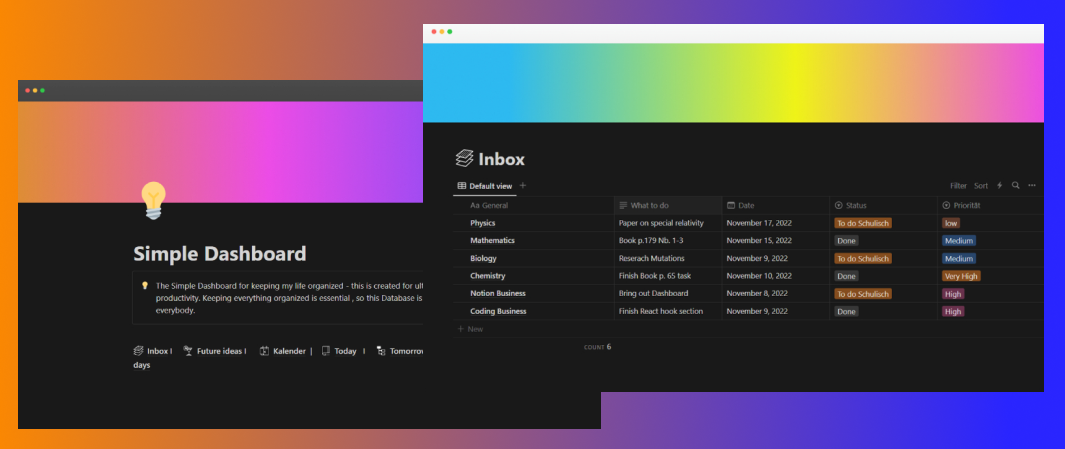 Simple Dashboard
The Simple Dashboard for keeping my life organized - this is created for
productivity. Keeping everything organized is essential , so this Database is
everybody.
Inbox I Future ideas I Kalender | Today I
days
Inbox
Default view +
Filter Sort
Aa General What to do Date Status Priorität
Physics Paper on special relativity November 17, 2022 To do Schulisch low
Mathematics Book p.179 Nb. 1-3 November 15, 2022 Done Medium
Biology Reserach Mutations November 9, 2022 To do Schulisch Medium
Chemistry Finish Book p. 65 task November 10, 2022 Done Very High
Notion Business Bring out Dashboard November 8, 2022 To do Schulisch High
Coding Business Finish React hook section November 9, 2022 Done High
+ New
COUNT 6